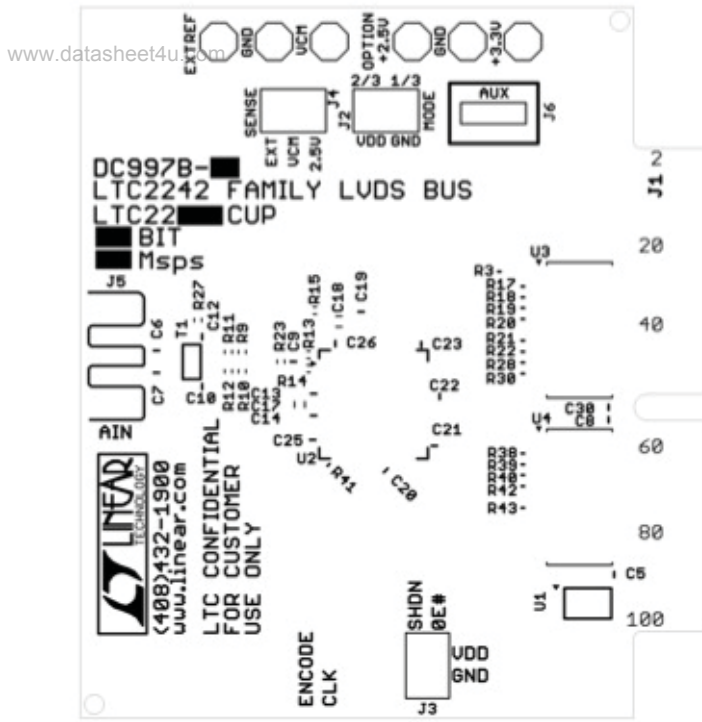 EXTREF
GND
VCM
OPTION
+2.5V
GND
+3.3V
www.datasheet4u.com
SENSE
J4
EXT
VCM
2.5V
2/3 1/3
J2
MODE
VDD GND
AUX
J6
DC997B-
LTC2242 FAMILY LVDS BUS
LTC22 CUP
BIT
Msps
2
J1
20
40
60
80
100
J5
C6
C7
AIN
T1
R27
C12
C10
R11
R9
R12
R10
R23
C9
R13
R15
C18
C19
R14
C14
C26
C23
C22
C21
C25
U2
R41
C20
R3
R17
R18
R19
R20
R21
R22
R28
R30
U3
C30
C8
U4
R38
R39
R40
R42
R43
C5
U1
LINEAR
TECHNOLOGY
(408)432-1900
www.linear.com
LTC CONFIDENTIAL
FOR CUSTOMER
USE ONLY
ENCODE
CLK
SHDN
OE#
VDD
GND
J3